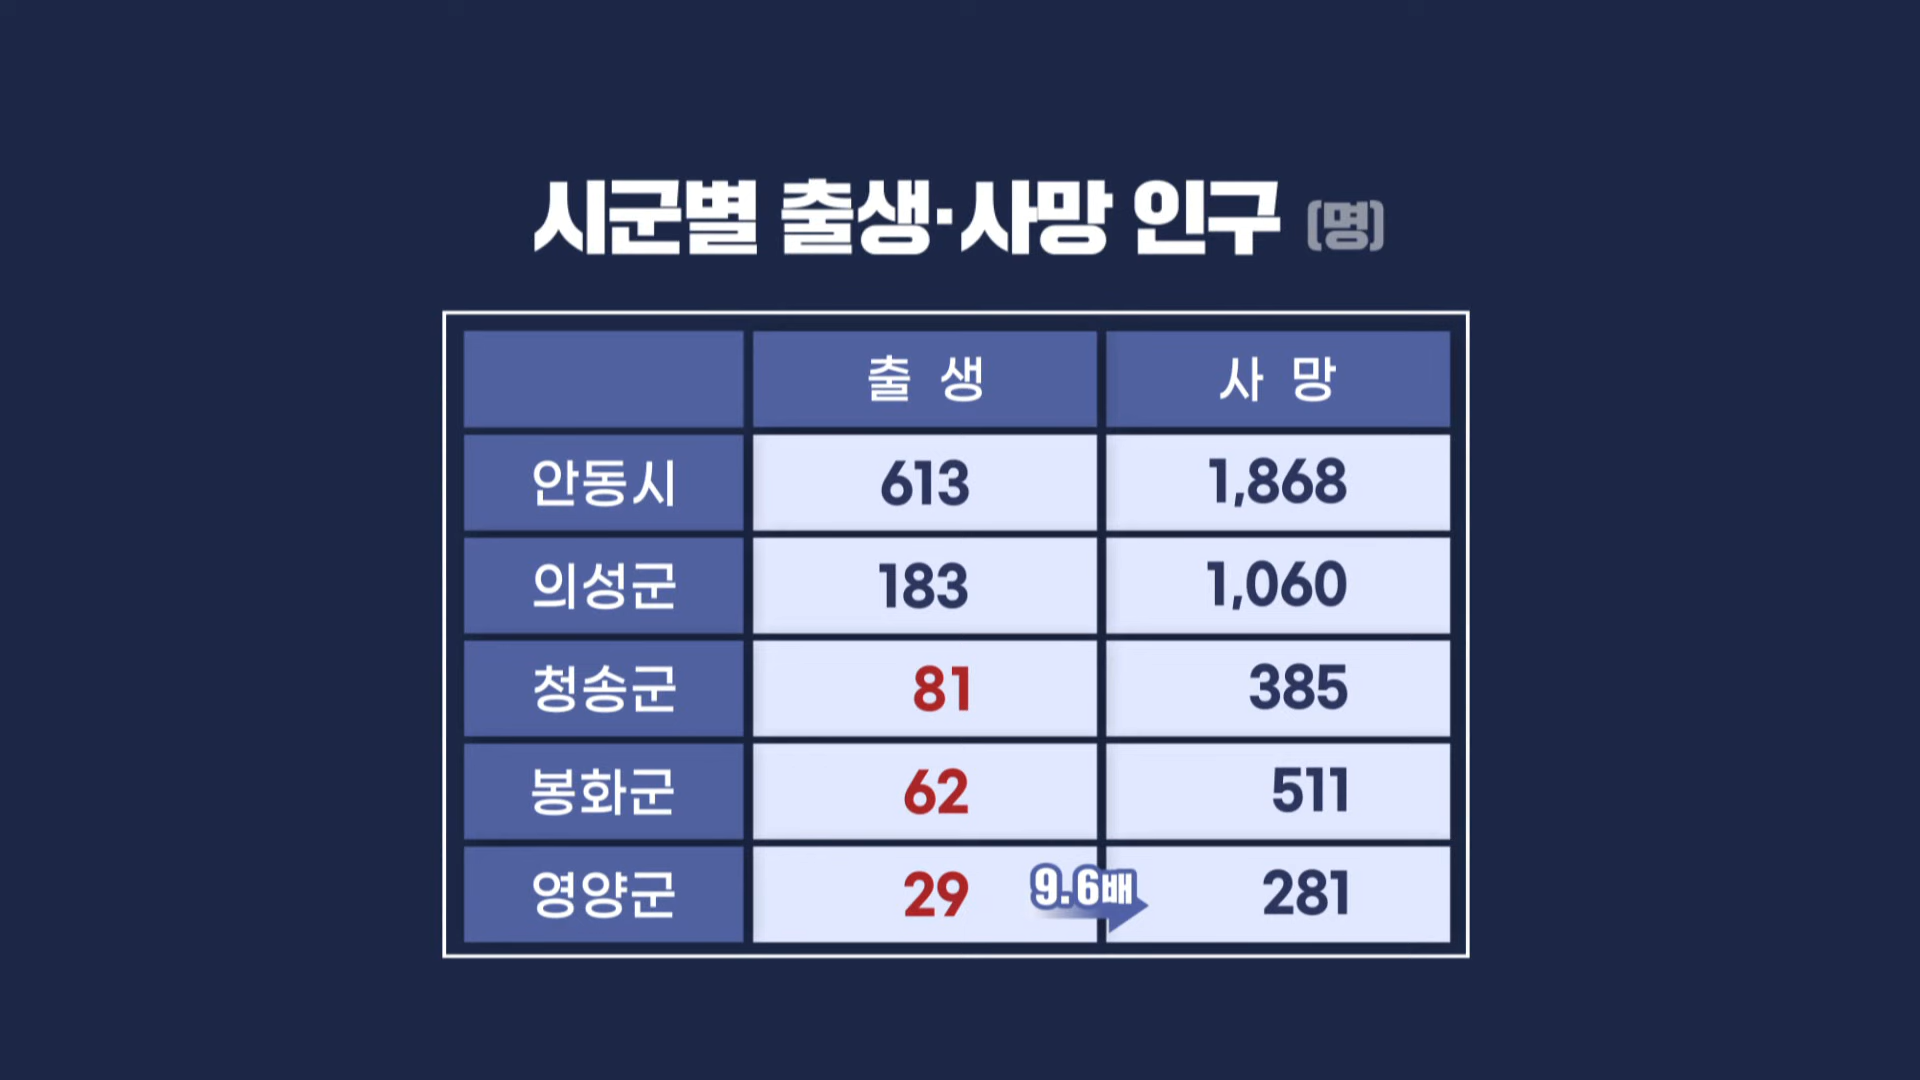 시군별 출생·사망 인구 (명)
출 생 사 망
안동시 613 1,868
의성군 183 1,060
청송군 81 385
봉화군 62 511
영양군 29 9.6배 281